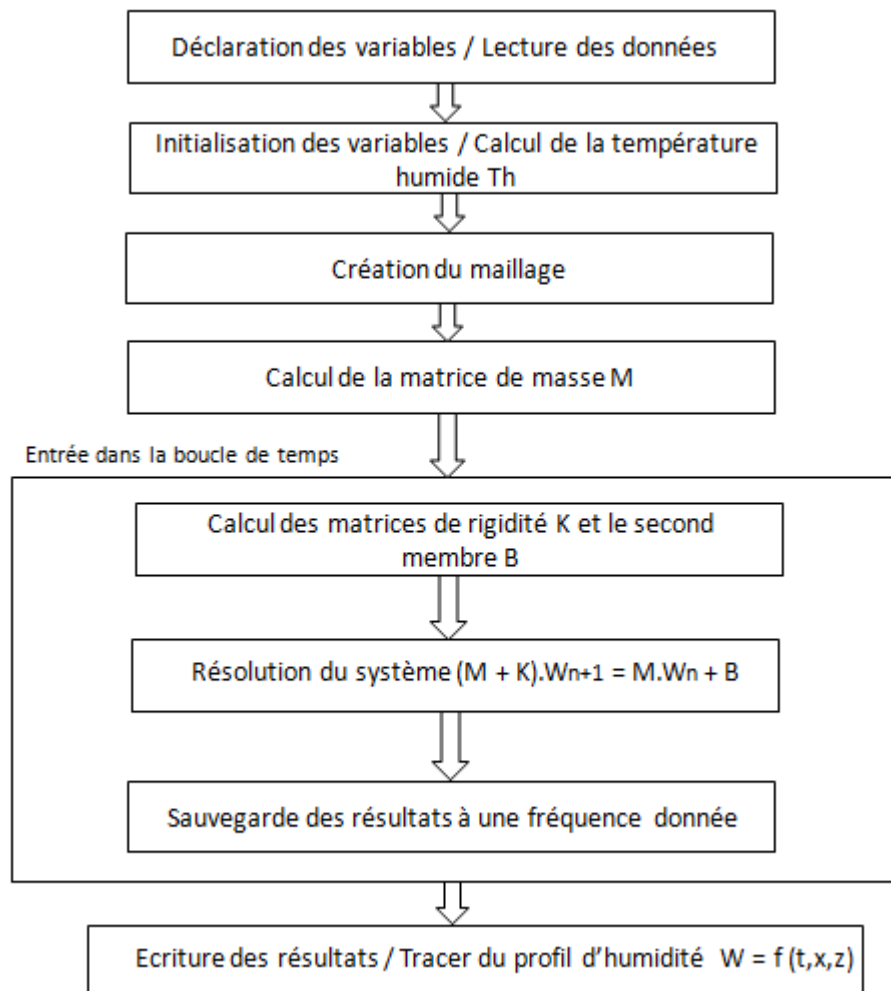 Déclaration des variables / Lecture des données
Initialisation des variables / Calcul de la température
humide Th
Création du maillage
Calcul de la matrice de masse M
Entrée dans la boucle de temps
Calcul des matrices de rigidité K et le second
membre B
Résolution du système (M + K).Wn+1 = M.Wn + B
Sauvegarde des résultats à une fréquence donnée
Ecriture des résultats / Tracer du profil d’humidité W = f (t,x,z)